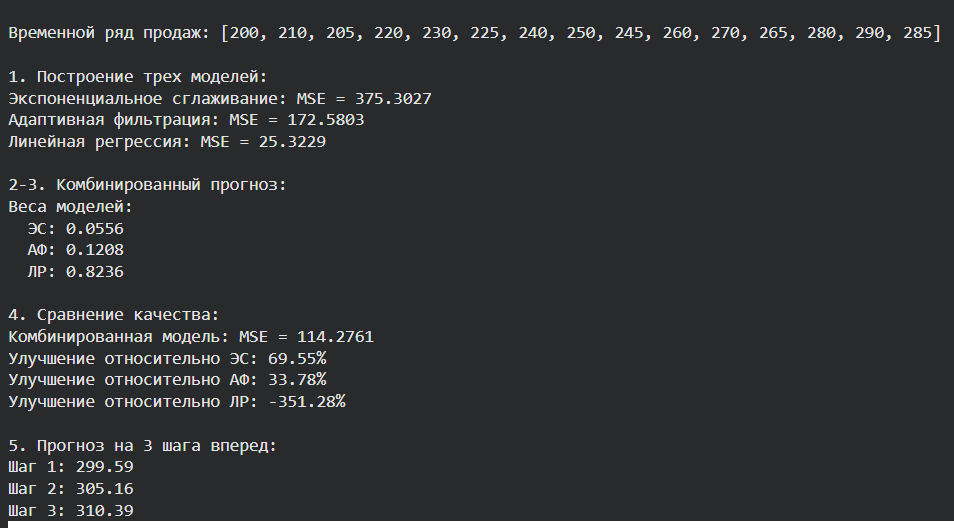 Временной ряд продаж: [200, 210, 205, 220, 230, 225, 240, 250, 245, 260, 270, 265, 280, 290, 285]
1. Построение трех моделей:
Экспоненциальное сглаживание: MSE = 375.3027
Адаптивная фильтрация: MSE = 172.5803
Линейная регрессия: MSE = 25.3229
2-3. Комбинированный прогноз:
Веса моделей:
ЭС: 0.0556
АФ: 0.1208
ЛР: 0.8236
4. Сравнение качества:
Комбинированная модель: MSE = 114.2761
Улучшение относительно ЭС: 69.55%
Улучшение относительно АФ: 33.78%
Улучшение относительно ЛР: -351.28%
5. Прогноз на 3 шага вперед:
Шаг 1: 299.59
Шаг 2: 305.16
Шаг 3: 310.39